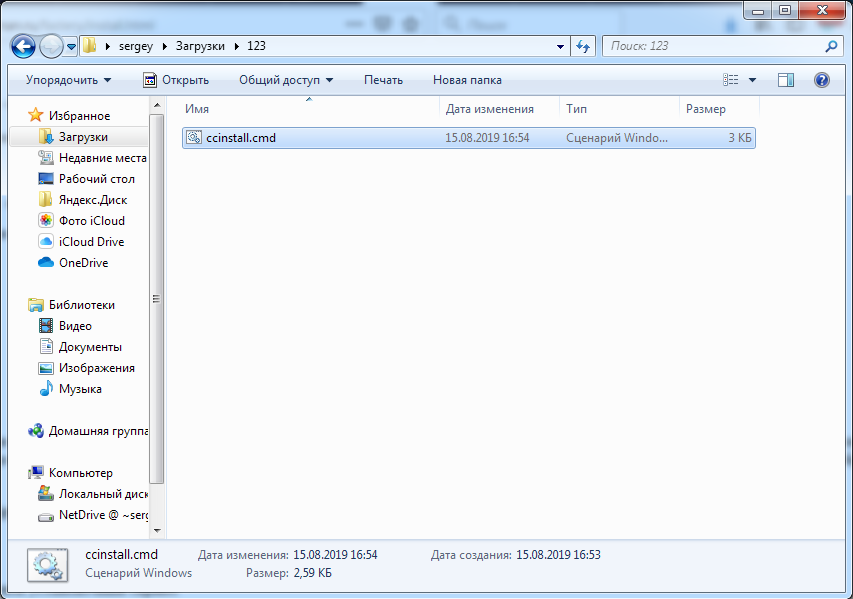 sergey Загрузки 123
Поиск: 123
Упорядочить Открыть Общий доступ Печать Новая папка
Имя Дата изменения Тип Размер
ccinstall.cmd 15.08.2019 16:54 Сценарий Windo... 3 КБ
Избранное
Загрузки
Недавние места
Рабочий стол
Яндекс.Диск
Фото iCloud
iCloud Drive
OneDrive
Библиотеки
Видео
Документы
Изображения
Музыка
Домашняя группа
Компьютер
Локальный диск
NetDrive @ ~serg
ccinstall.cmd Дата изменения: 15.08.2019 16:54 Дата создания: 15.08.2019 16:53
Сценарий Windows Размер: 2,59 КБ